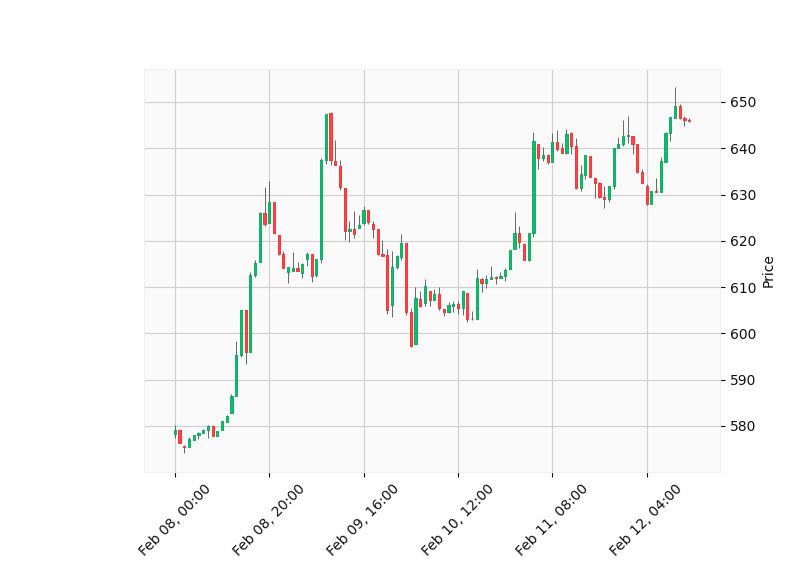 650
640
630
620
610
600
590
580
Price
Feb 08, 00:00
Feb 08, 20:00
Feb 09, 16:00
Feb 10, 12:00
Feb 11, 08:00
Feb 12, 04:00